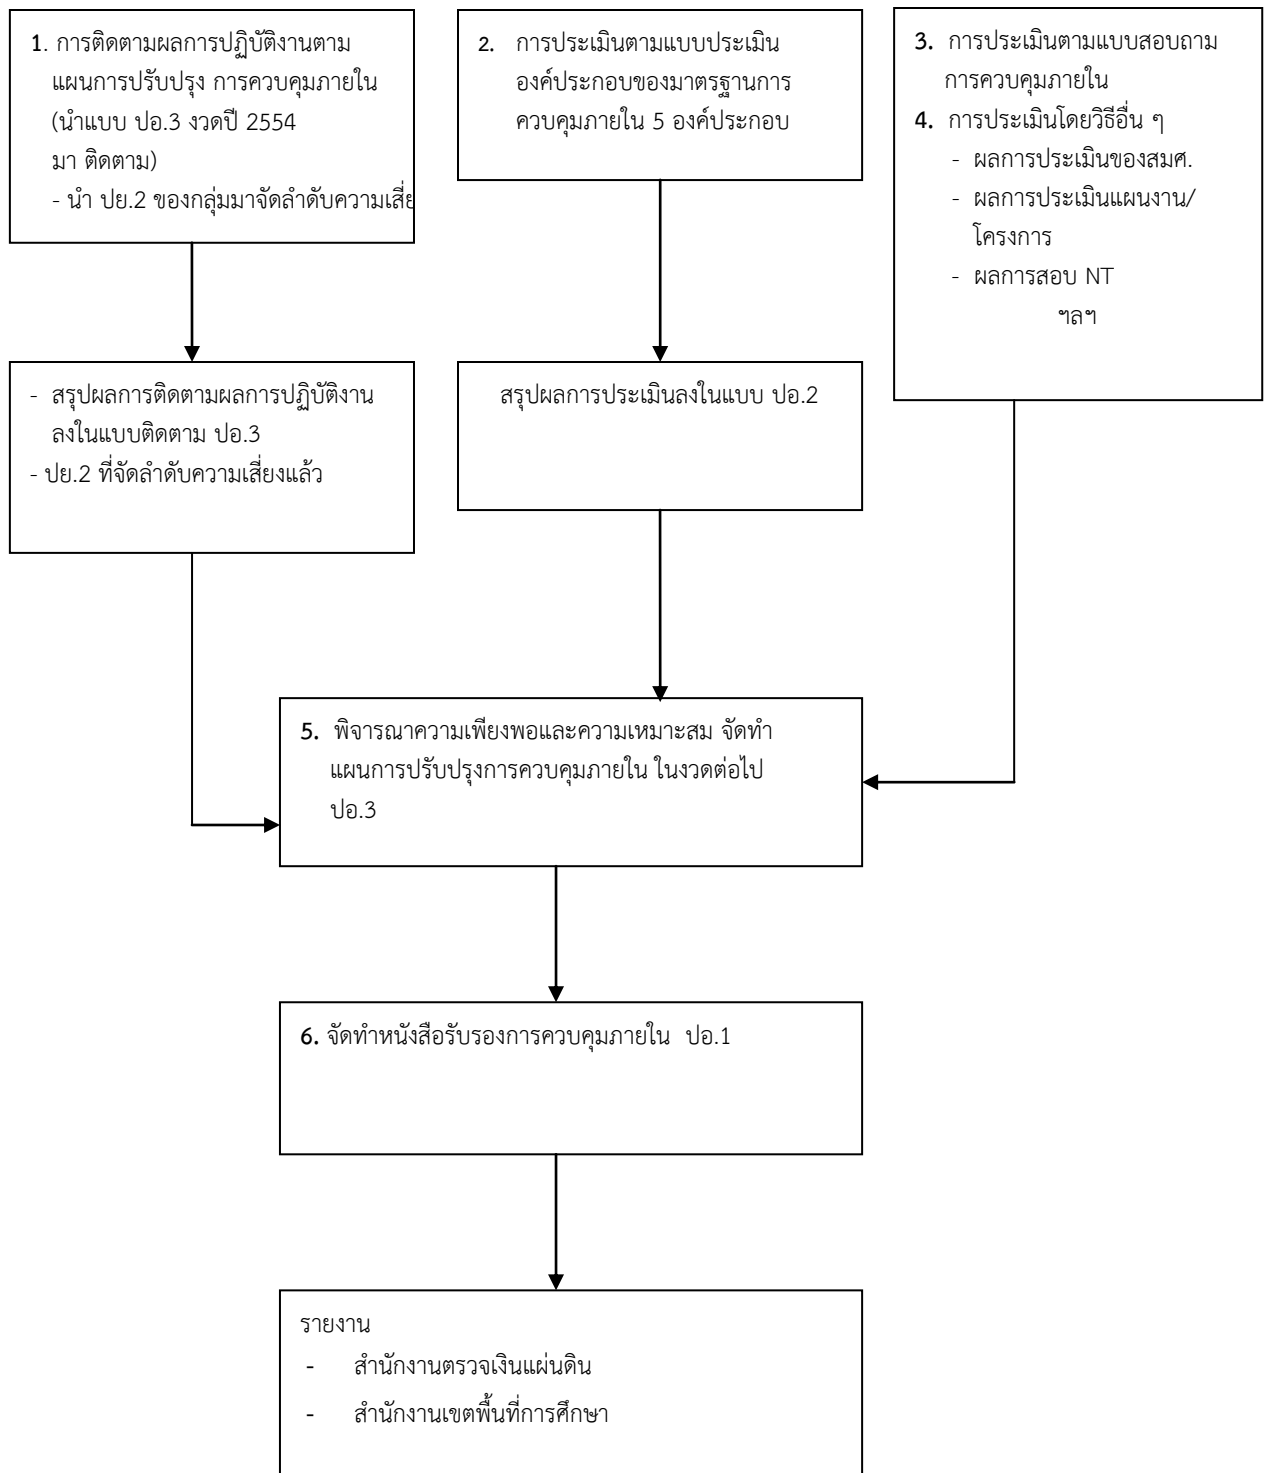 1. การติดตามผลการปฏิบัติงานตาม
แผนการปรับปรุง การควบคุมภายใน
(นำแบบ ปอ.3 งวดปี 2554
มา ติดตาม)
- นำ ปย.2 ของกลุ่มมาจัดลำดับความเสี่ย
2. การประเมินตามแบบประเมิน
องค์ประกอบของมาตรฐานการ
ควบคุมภายใน 5 องค์ประกอบ
3. การประเมินตามแบบสอบถาม
การควบคุมภายใน
4. การประเมินโดยวิธีอื่น ๆ
- ผลการประเมินของสมศ.
- ผลการประเมินแผนงาน/
โครงการ
- ผลการสอบ NT
ฯลฯ
- สรุปผลการติดตามผลการปฏิบัติงาน
ลงในแบบติดตาม ปอ.3
- ปย.2 ที่จัดลำดับความเสี่ยงแล้ว
สรุปผลการประเมินลงในแบบ ปอ.2
5. พิจารณาความเพียงพอและความเหมาะสม จัดทำ
แผนการปรับปรุงการควบคุมภายใน ในงวดต่อไป
ปอ.3
6. จัดทำหนังสือรับรองการควบคุมภายใน ปอ.1
รายงาน
- สำนักงานตรวจเงินแผ่นดิน
- สำนักงานเขตพื้นที่การศึกษา